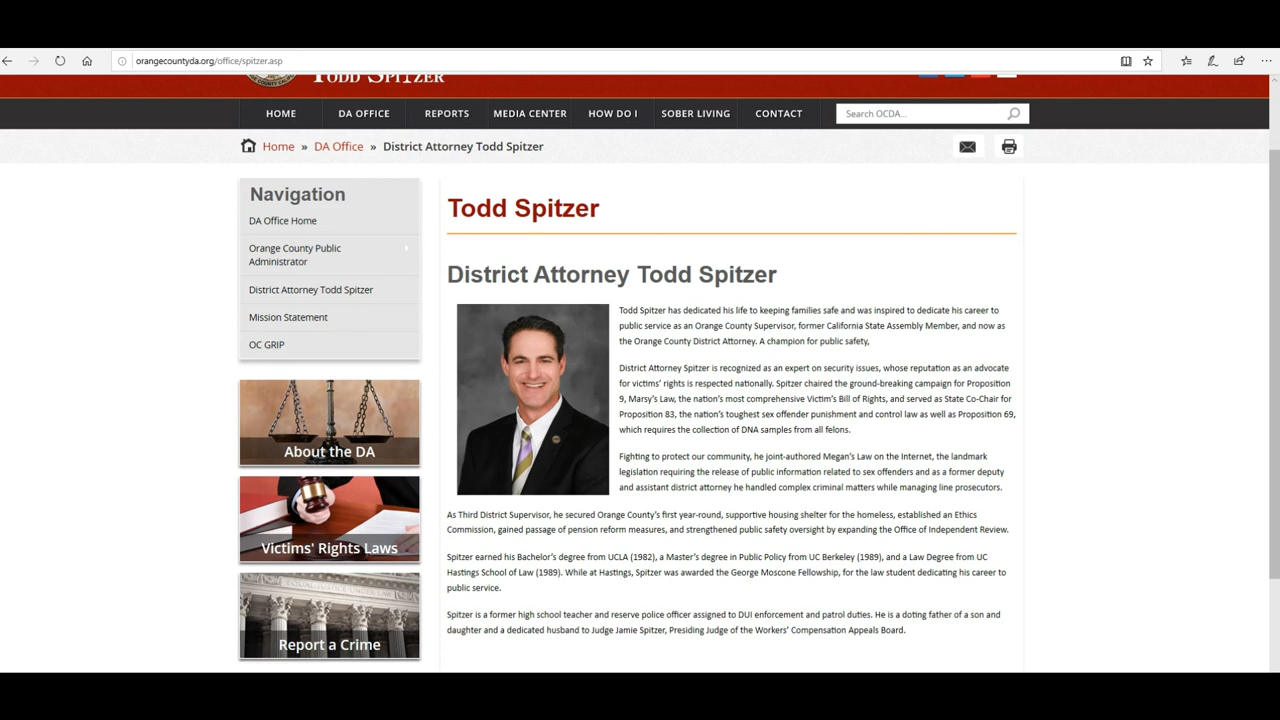 orangecountyda.org/office/spitzer.asp
TODD SPITZER
HOME DA OFFICE REPORTS MEDIA CENTER HOW DO I SOBER LIVING CONTACT
Search OCDA...
Home » DA Office » District Attorney Todd Spitzer
Navigation
DA Office Home
Orange County Public
Administrator
District Attorney Todd Spitzer
Mission Statement
OC GRIP
About the DA
Victims' Rights Laws
Report a Crime
Todd Spitzer
District Attorney Todd Spitzer
Todd Spitzer has dedicated his life to keeping families safe and was inspired to dedicate his career to
public service as an Orange County Supervisor, former California State Assembly Member, and now as
the Orange County District Attorney. A champion for public safety,
District Attorney Spitzer is recognized as an expert on security issues, whose reputation as an advocate
for victims' rights is respected nationally. Spitzer chaired the ground-breaking campaign for Proposition
9, Marsy's Law, the nation's most comprehensive Victim's Bill of Rights, and served as State Co-Chair for
Proposition 83, the nation's toughest sex offender punishment and control law as well as Proposition 69,
which requires the collection of DNA samples from all felons.
Fighting to protect our community, he joint-authored Megan's Law on the Internet, the landmark
legislation requiring the release of public information related to sex offenders and as a former deputy
and assistant district attorney he handled complex criminal matters while managing line prosecutors.
As Third District Supervisor, he secured Orange County's first year-round, supportive housing shelter for the homeless, established an Ethics
Commission, gained passage of pension reform measures, and strengthened public safety oversight by expanding the Office of Independent Review.
Spitzer earned his Bachelor's degree from UCLA (1982), a Master's degree in Public Policy from UC Berkeley (1989), and a Law Degree from UC
Hastings School of Law (1989). While at Hastings, Spitzer was awarded the George Moscone Fellowship, for the law student dedicating his career to
public service.
Spitzer is a former high school teacher and reserve police officer assigned to DUI enforcement and patrol duties. He is a doting father of a son and
daughter and a dedicated husband to Judge Jamie Spitzer, Presiding Judge of the Workers' Compensation Appeals Board.